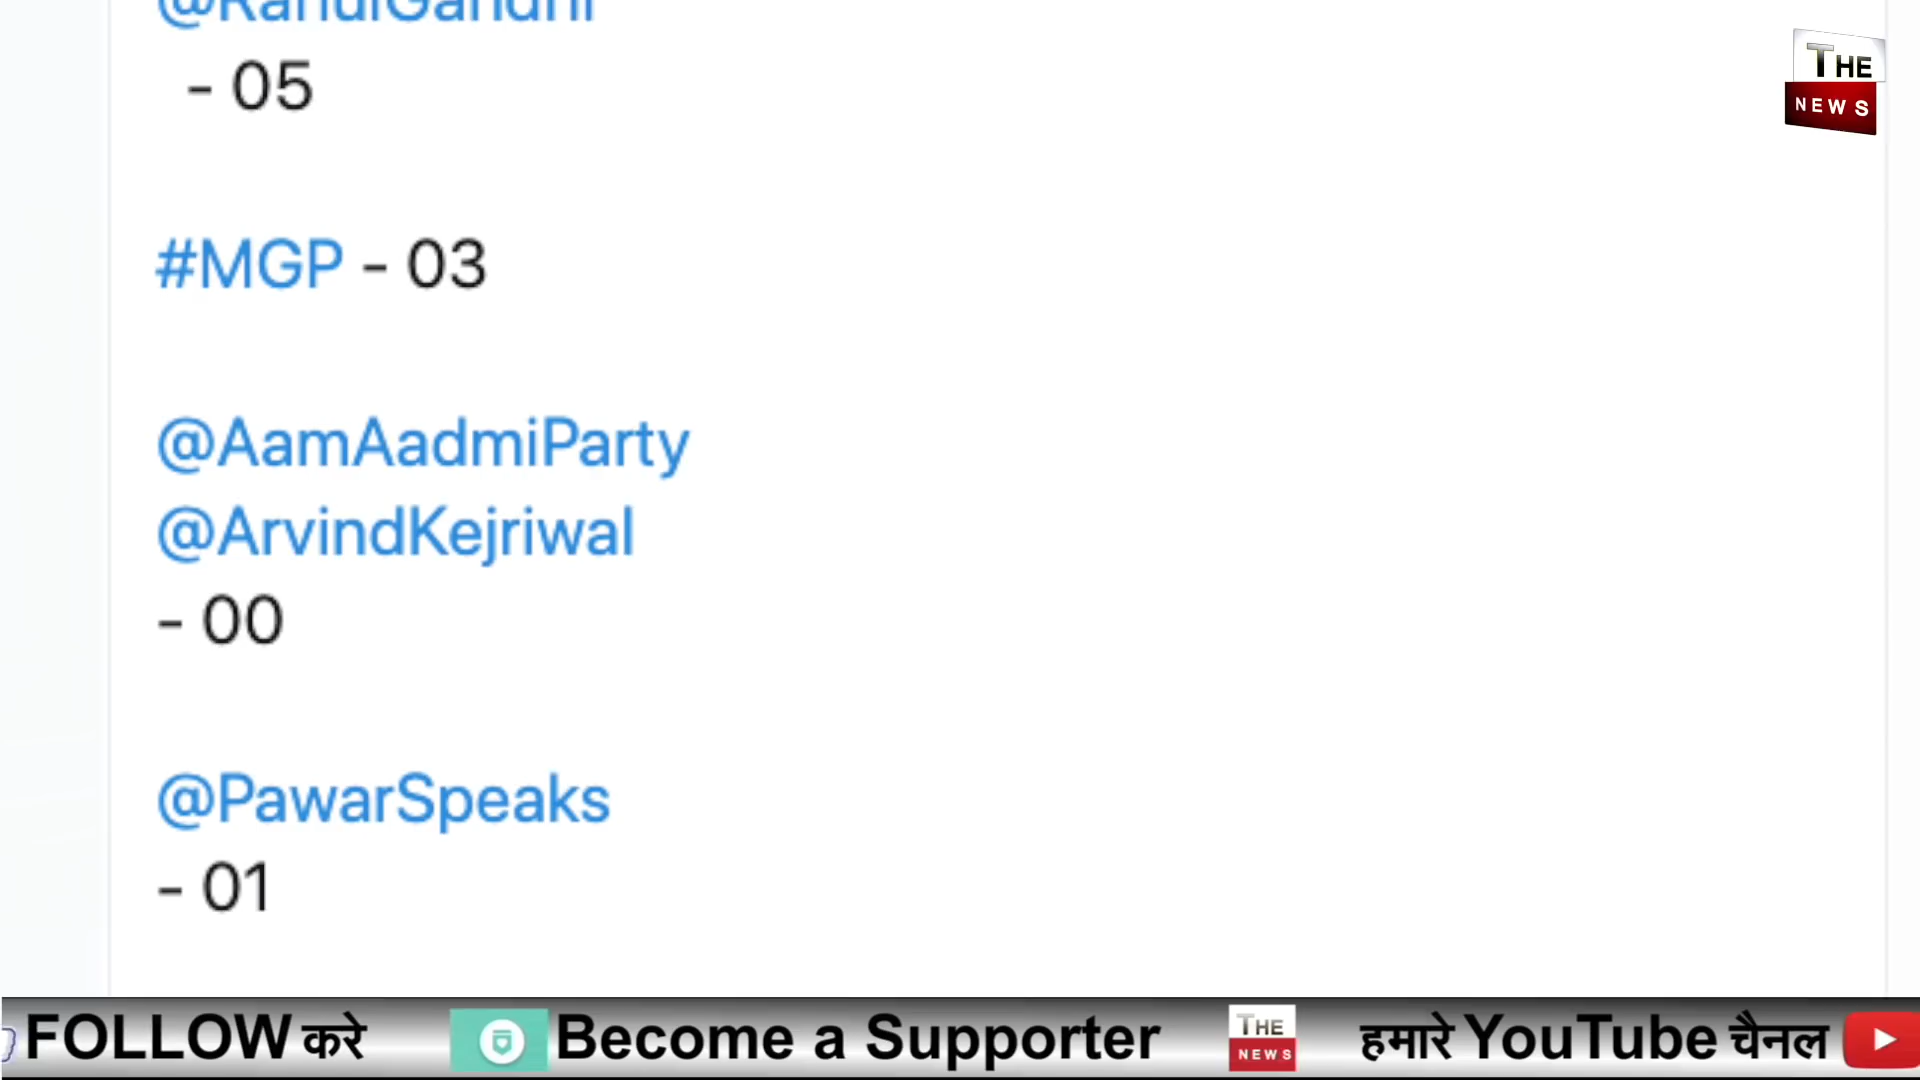 @RahulGandhi
- 05
THE
NEWS
#MGP - 03
@AamAadmiParty
@ArvindKejriwal
- 00
@PawarSpeaks
- 01
FOLLOW करे Become a Supporter THE NEWS हमारे YouTube चैनल